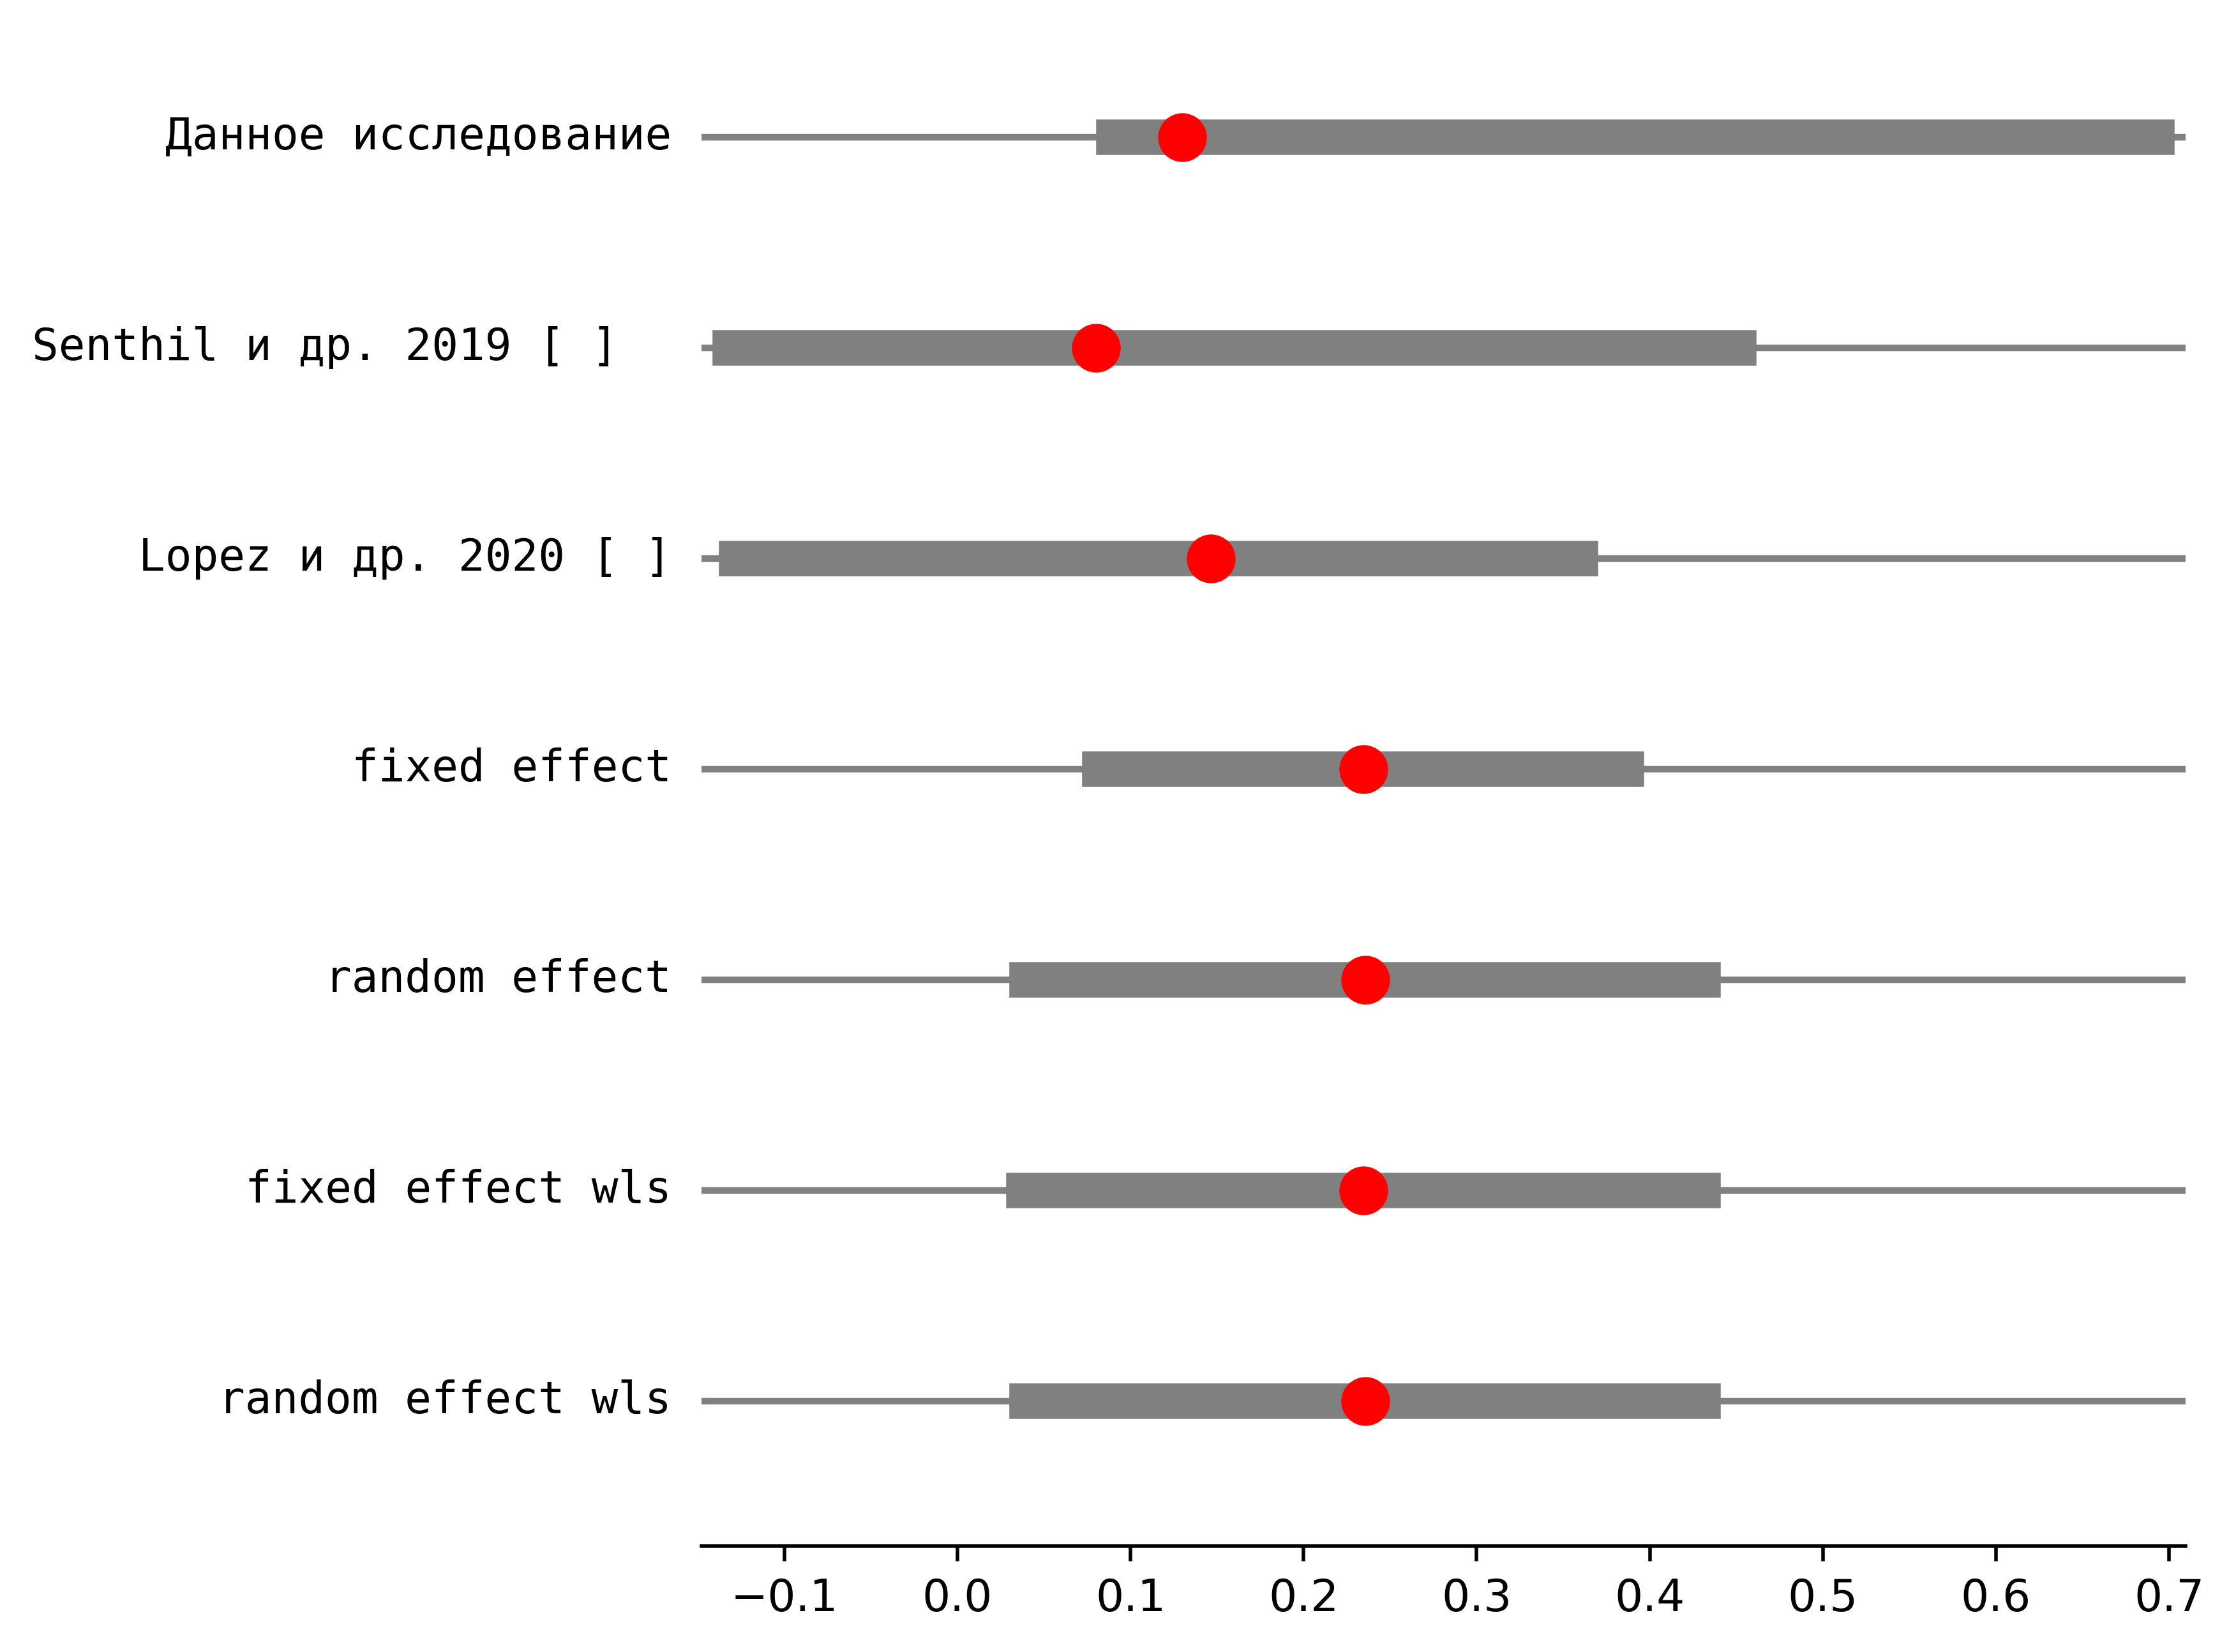 Данное исследование
Senthil и др. 2019 [ ]
Lopez и др. 2020 [ ]
fixed effect
random effect
fixed effect wls
random effect wls
−0.1 0.0 0.1 0.2 0.3 0.4 0.5 0.6 0.7